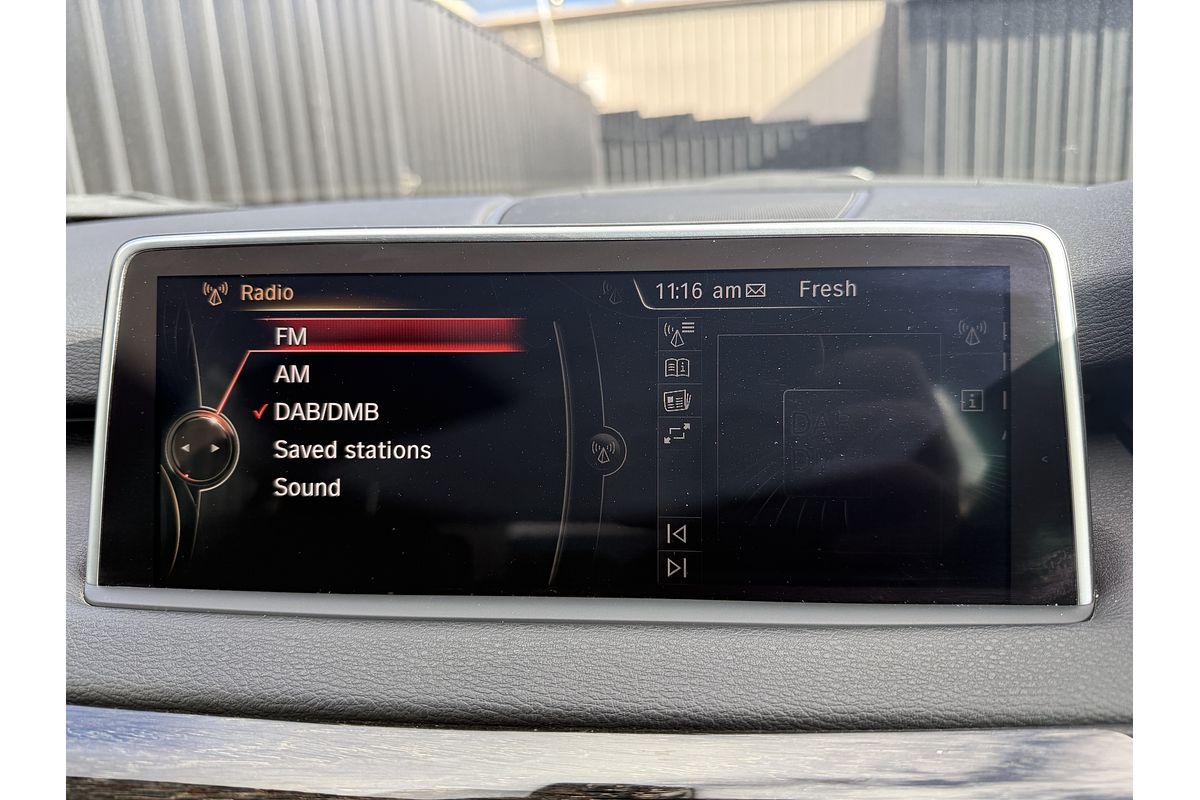 Radio
11:16 am Fresh
FM
AM
DAB/DMB
Saved stations
Sound